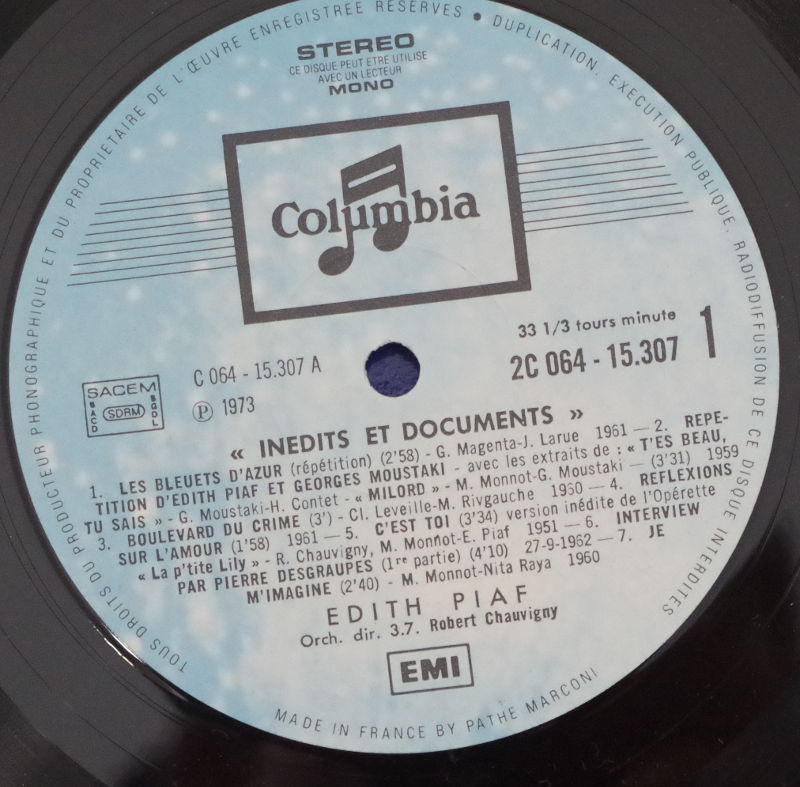 TOUS DROITS DU PRODUCTEUR PHONOGRAPHIQUE ET DU PROPRIETAIRE DE L'ŒUVRE ENREGISTREE RESERVES • DUPLICATION, EXECUTION PUBLIQUE, RADIODIFFUSION DE CE DISQUE INTERDITES
STEREO
CE DISQUE PEUT ETRE UTILISE
AVEC UN LECTEUR
MONO
Columbia
33 1/3 tours minute
C 064 - 15.307 A
2C 064 - 15.307
1
SACEM
SACD
SDRM
SGDL
Ⓟ 1973
« INEDITS ET DOCUMENTS »
1. LES BLEUETS D'AZUR (répétition) (2'58) - G. Magenta-J. Larue 1961 — 2. REPE-
TITION D'EDITH PIAF ET GEORGES MOUSTAKI - avec les extraits de : « T'ES BEAU,
TU SAIS » - G. Moustaki-H. Contet - « MILORD » - M. Monnot-G. Moustaki — (3'31) 1959
3. BOULEVARD DU CRIME (3') - Cl. Leveille-M. Rivgauche 1960 — 4. REFLEXIONS
SUR L'AMOUR (1'58) 1961 — 5. C'EST TOI (3'34) version inédite de l'Opérette
« La p'tite Lily » - R. Chauvigny, M. Monnot-E. Piaf 1951 — 6. INTERVIEW
PAR PIERRE DESGRAUPES (1re partie) (4'10) 27-9-1962 — 7. JE
M'IMAGINE (2'40) - M. Monnot-Nita Raya 1960
EDITH PIAF
Orch. dir. 3.7. Robert Chauvigny
EMI
MADE IN FRANCE BY PATHE MARCONI